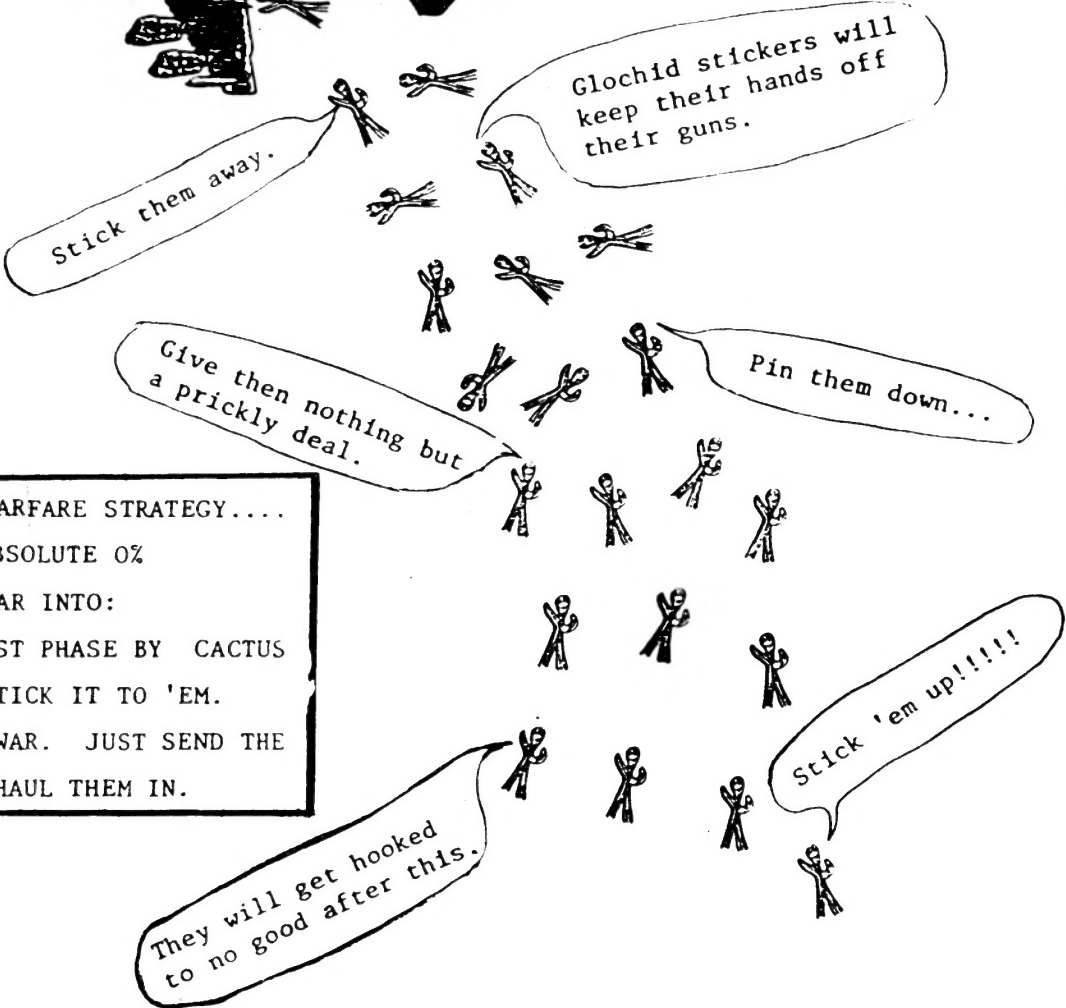 Glochid stickers will
keep their hands off
their guns.
Stick them away.
Give then nothing but
a prickly deal.
Pin them down...
ARFARE STRATEGY....
BSOLUTE 0%
AR INTO:
ST PHASE BY CACTUS
TICK IT TO 'EM.
WAR. JUST SEND THE
HAUL THEM IN.
Stick 'em up!!!!!
They will get hooked
to no good after this.